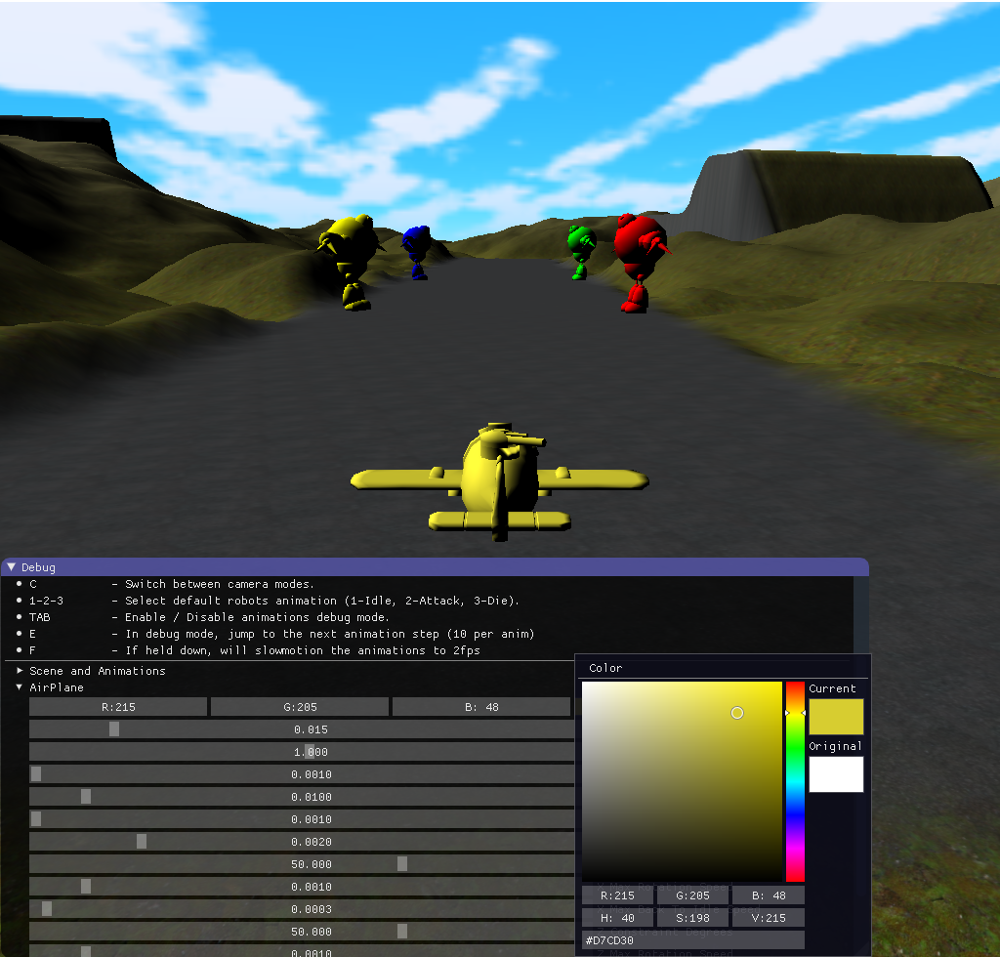 Debug
C - Switch between camera modes.
1-2-3 - Select default robots animation (1-Idle, 2-Attack, 3-Die).
TAB - Enable / Disable animations debug mode.
E - In debug mode, jump to the next animation step (10 per anim)
F - If held down, will slowmotion the animations to 2fps
Scene and Animations
AirPlane
R:215 G:205 B: 48
0.015
1.000
0.0010
0.0100
0.0010
0.0020
50.000
0.0010
0.0003
50.000
0.0010
Color
Current
Original
R:215 G:205 B: 48
H: 40 S:198 V:215
#D7CD30